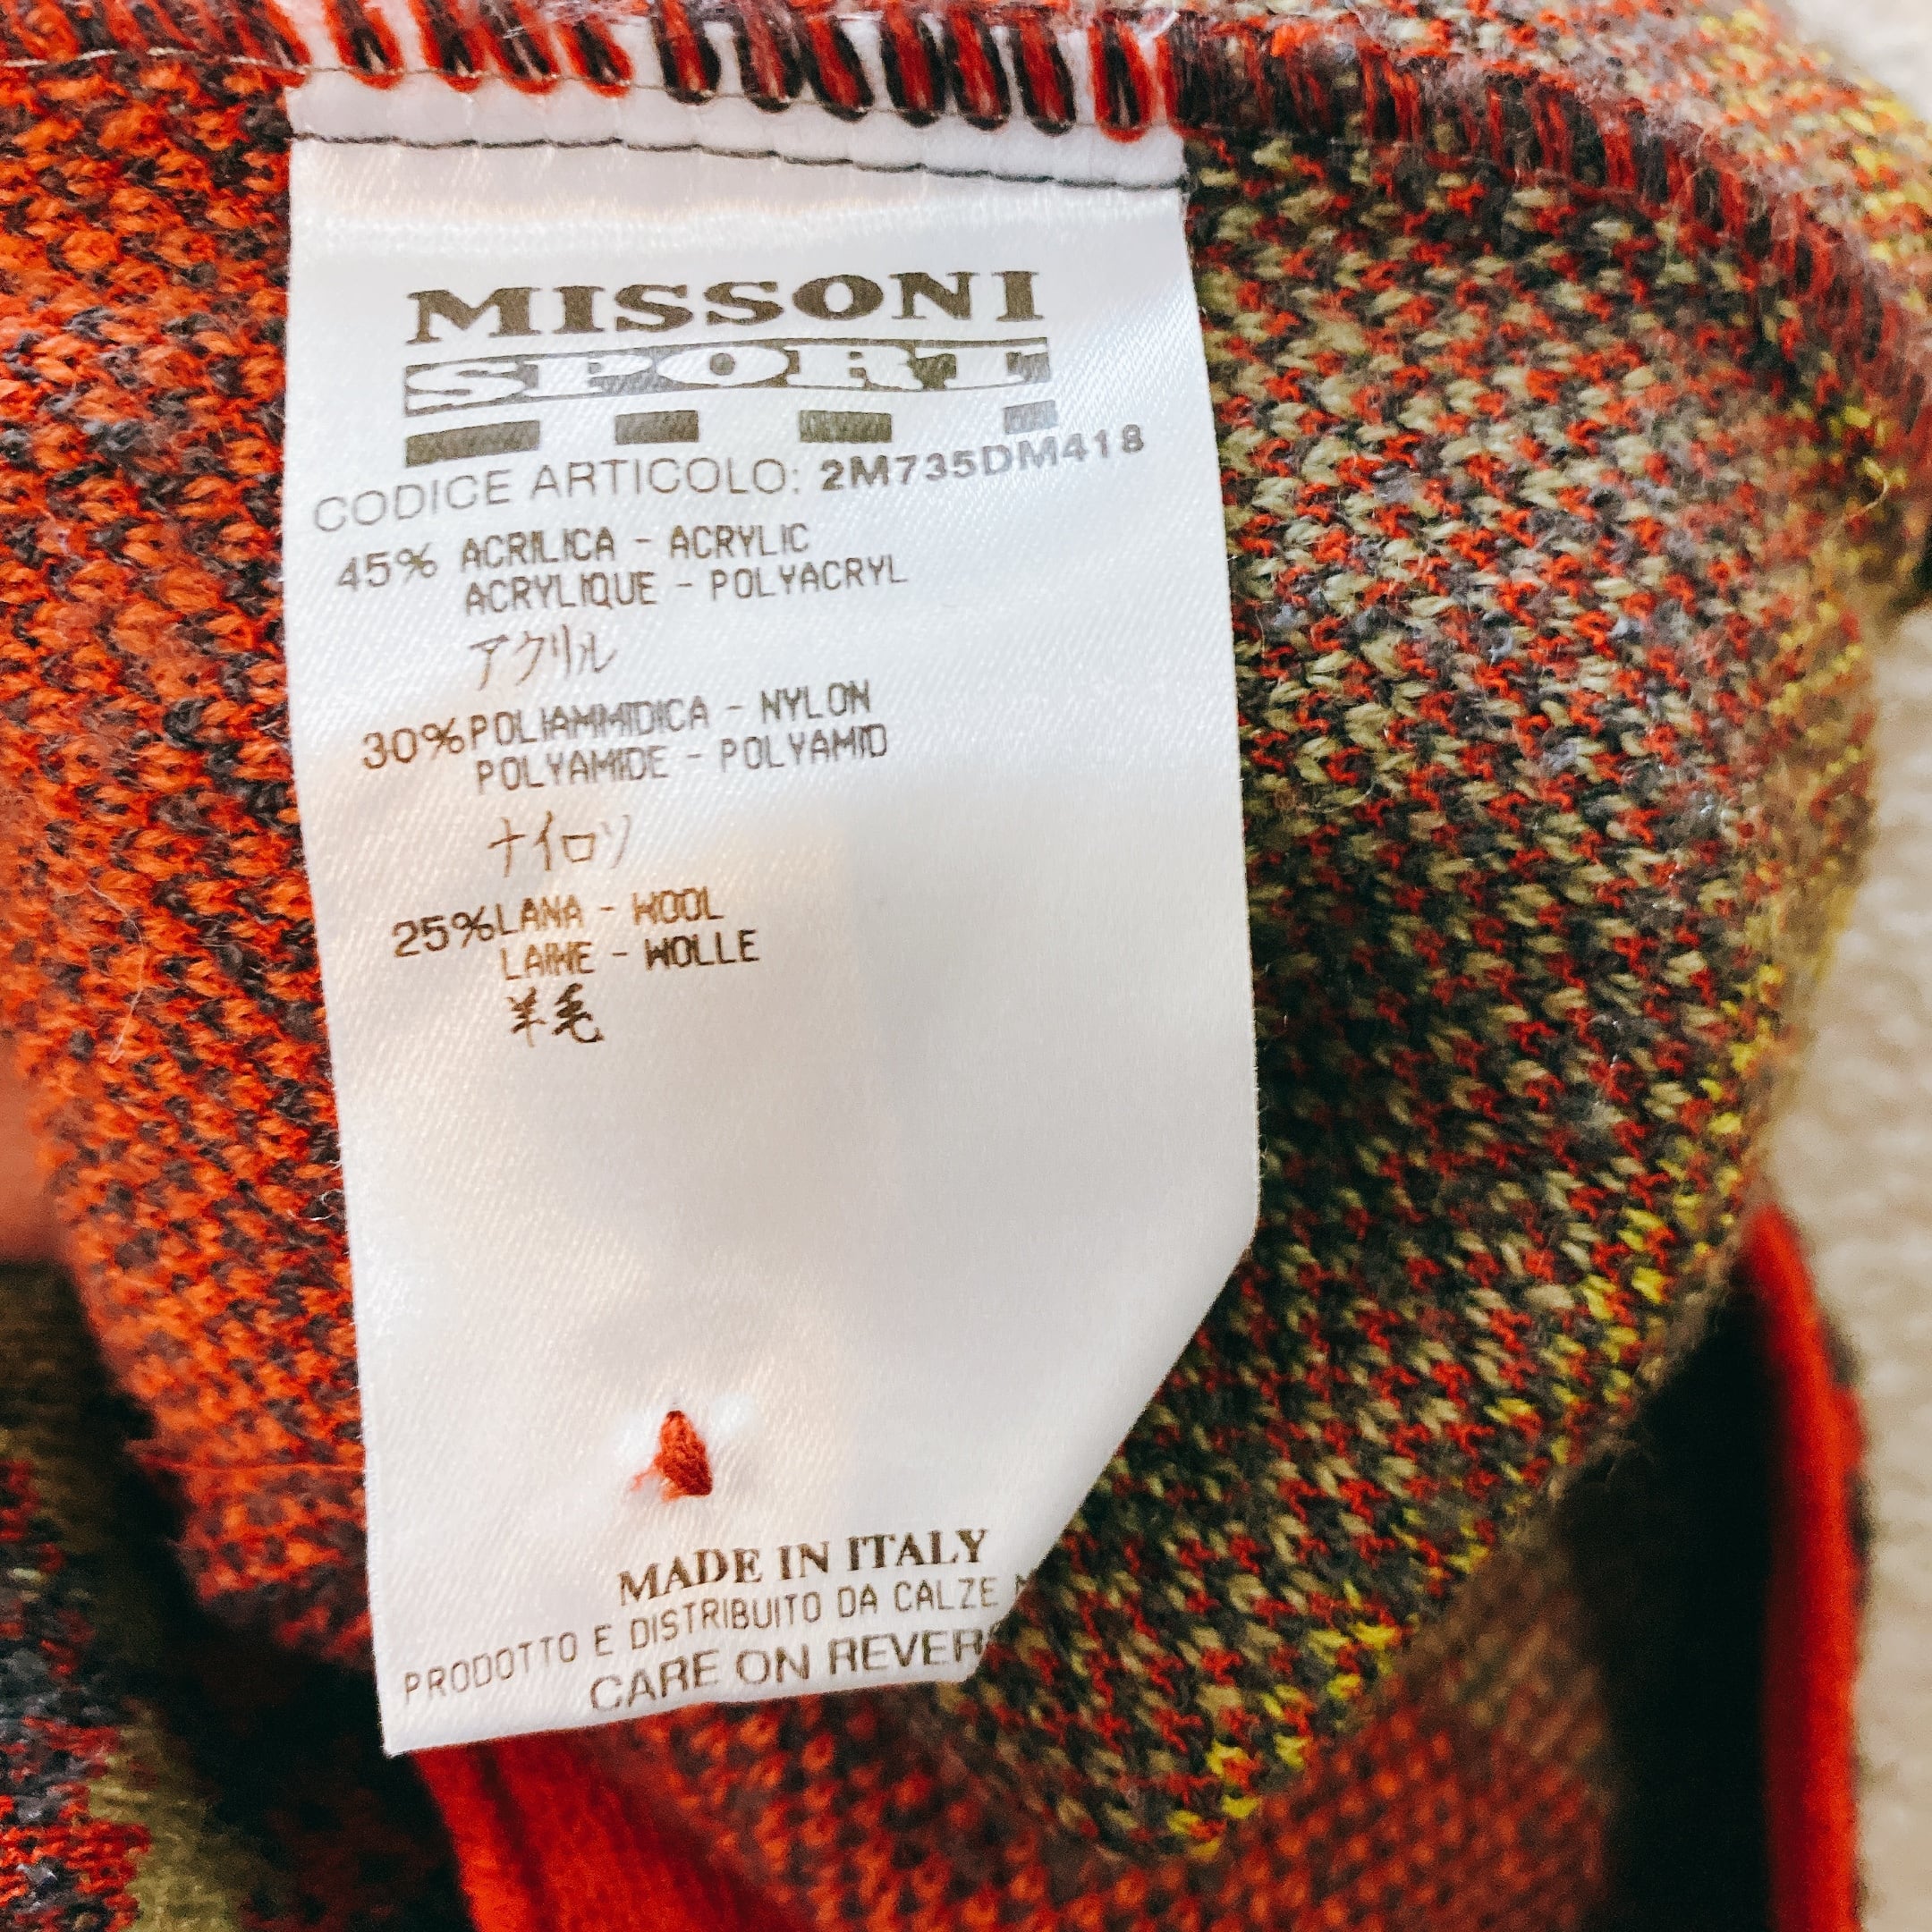 MISSONI
SPORT
CODICE ARTICOLO: 2M735DM418
45% ACRILICA - ACRYLIC
ACRYLIQUE - POLYACRYL
アクリル
30% POLIAMMIDICA - NYLON
POLYAMIDE - POLYAMID
ナイロン
25% LANA - WOOL
LAINE - WOLLE
羊毛
MADE IN ITALY
PRODOTTO E DISTRIBUITO DA CALZE
CARE ON REVERS